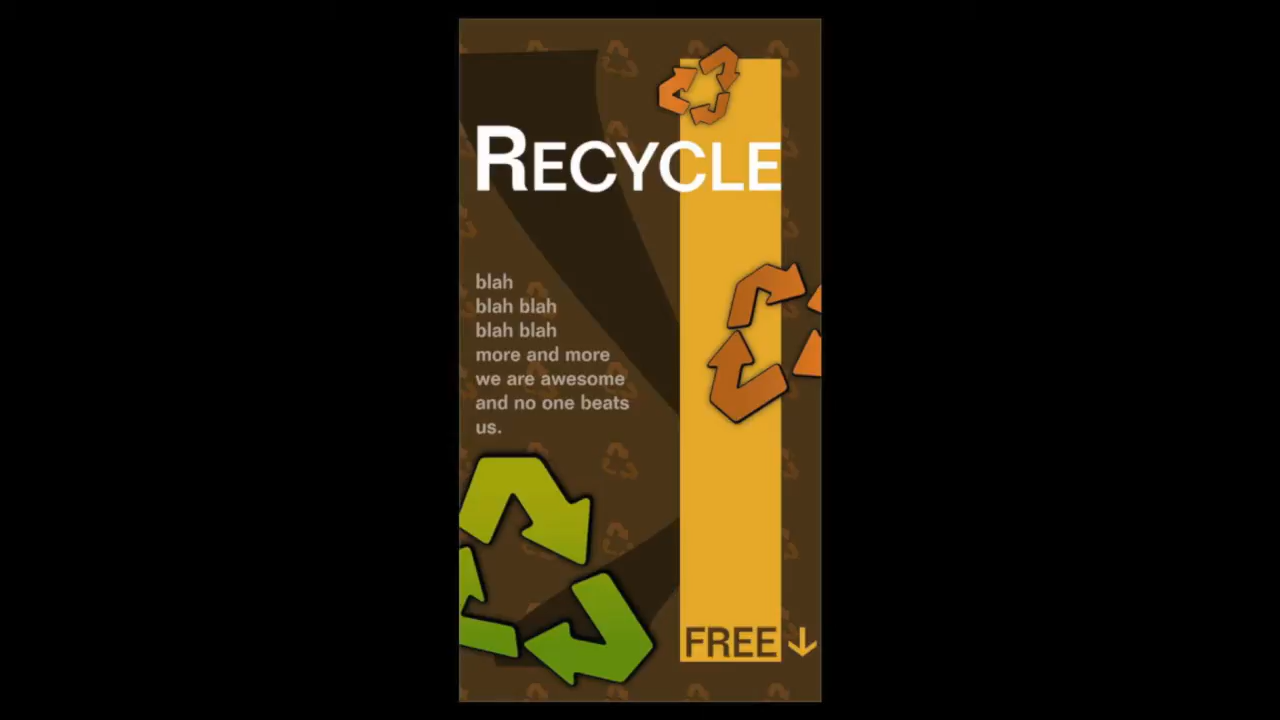 RECYCLE
blah
blah blah
blah blah
more and more
we are awesome
and no one beats
us.
FREE